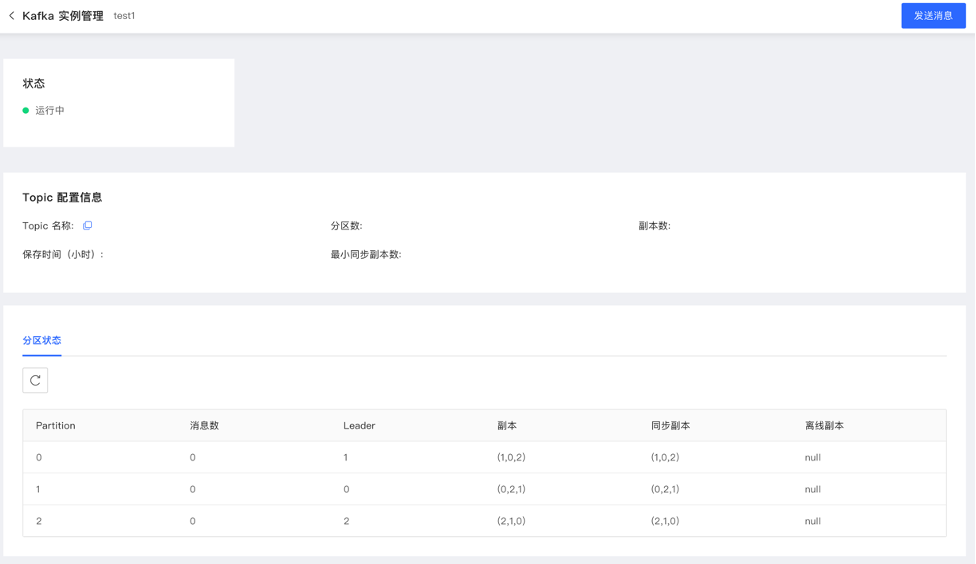 Kafka 实例管理 test1 发送消息
状态
运行中
Topic 配置信息
Topic 名称: 分区数: 副本数:
保存时间（小时）: 最小同步副本数:
分区状态
Partition 消息数 Leader 副本 同步副本 离线副本
0 0 1 (1,0,2) (1,0,2) null
1 0 0 (0,2,1) (0,2,1) null
2 0 2 (2,1,0) (2,1,0) null